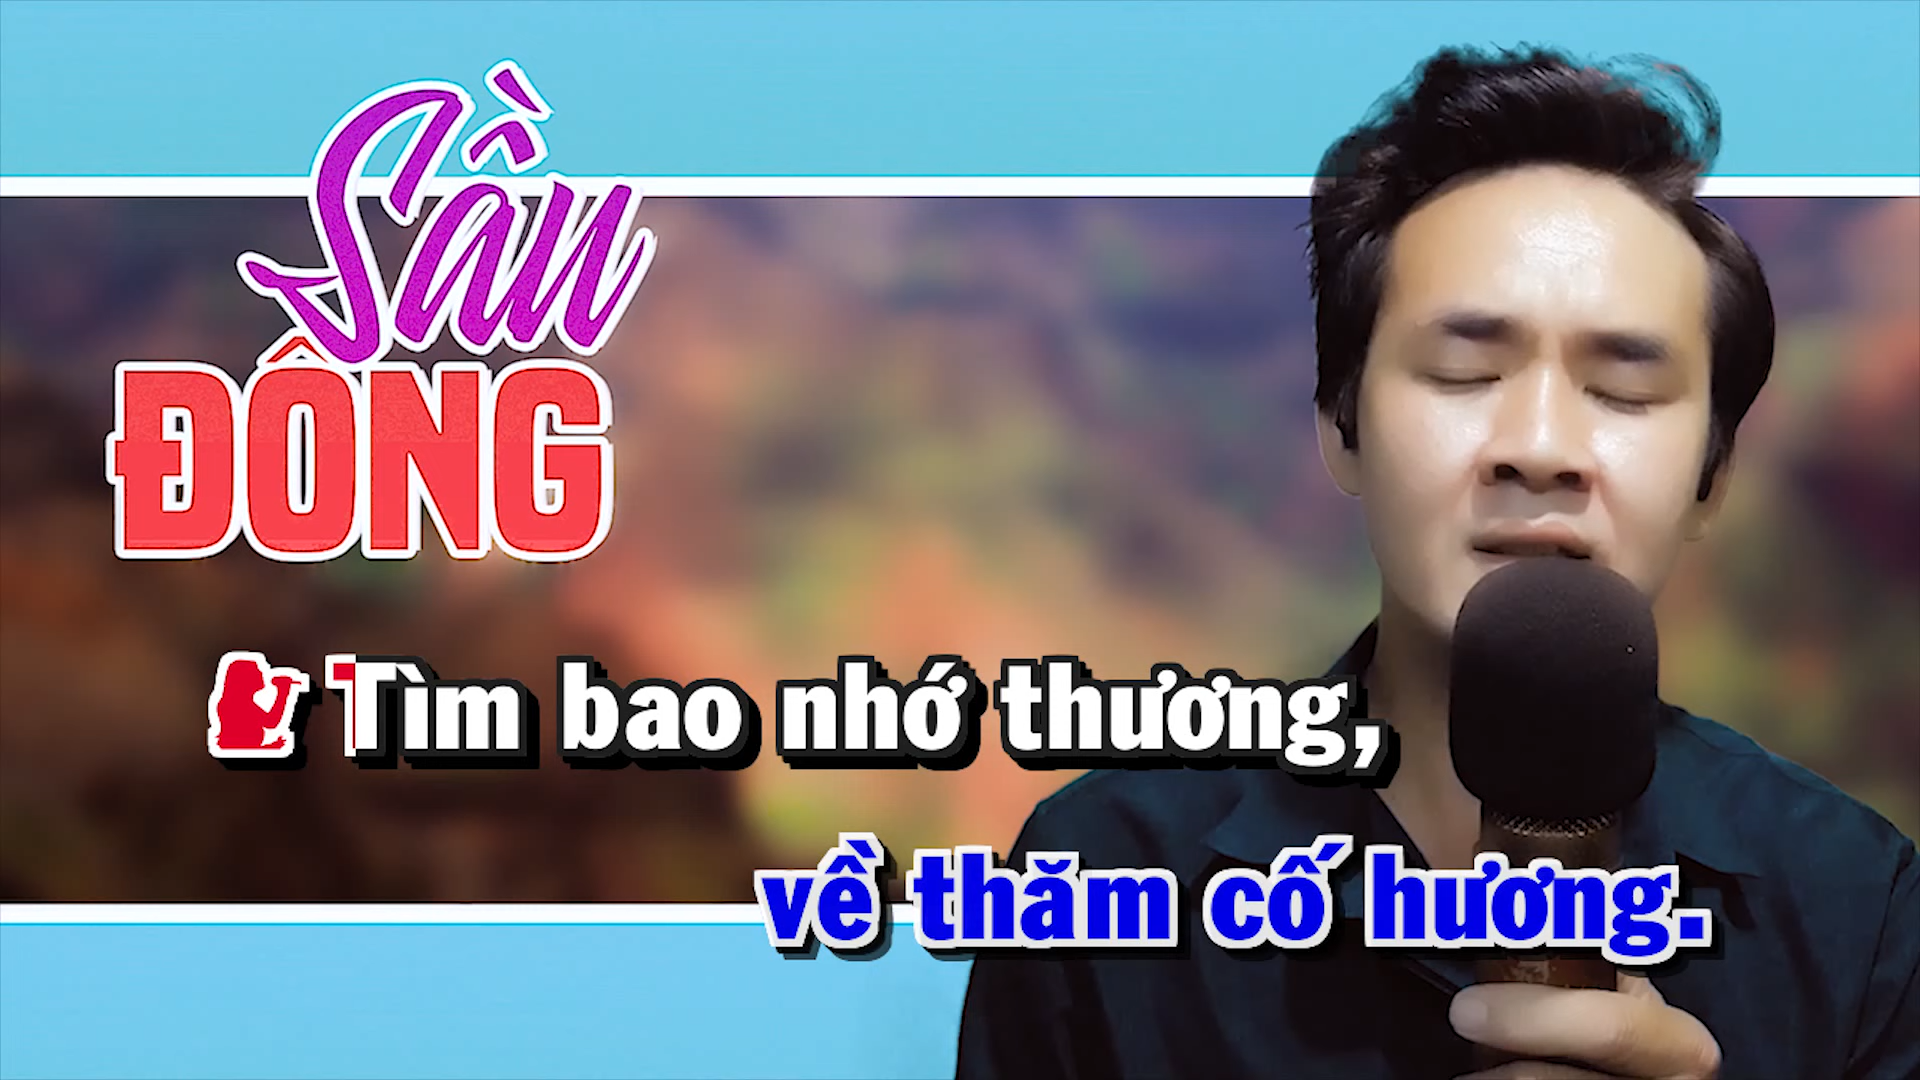 Sầu
ĐÔNG
Tìm bao nhớ thương,
về thăm cố hương.